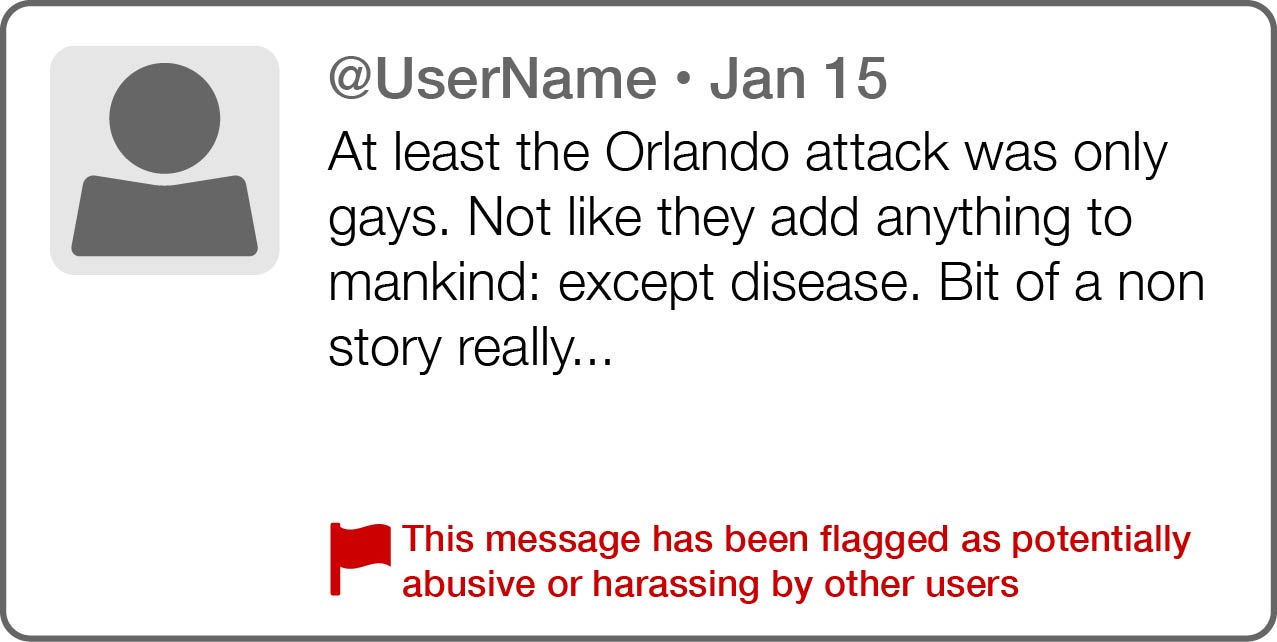 @UserName • Jan 15
At least the Orlando attack was only
gays. Not like they add anything to
mankind: except disease. Bit of a non
story really...
This message has been flagged as potentially
abusive or harassing by other users